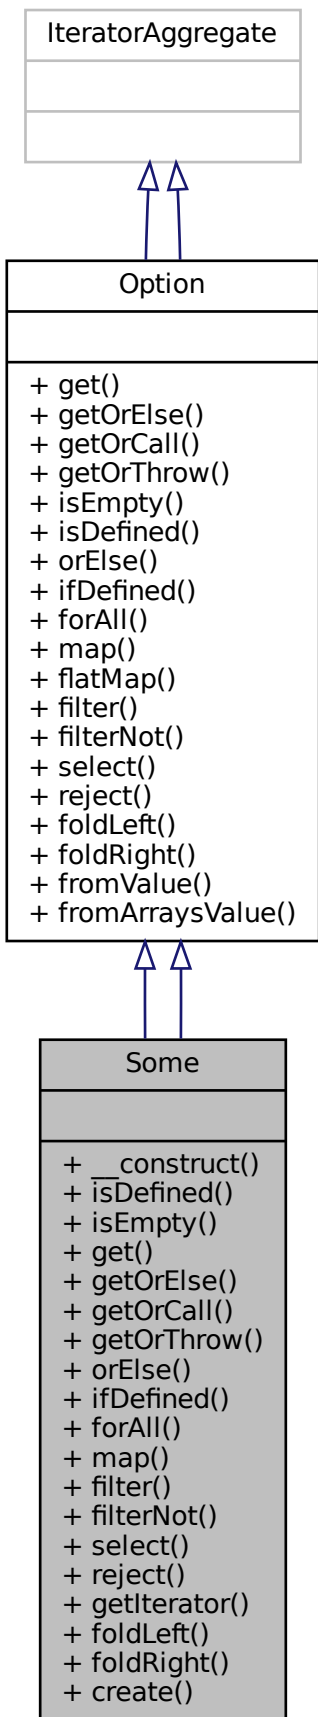 IteratorAggregate
Option
+ get()
+ getOrElse()
+ getOrCall()
+ getOrThrow()
+ isEmpty()
+ isDefined()
+ orElse()
+ ifDefined()
+ forAll()
+ map()
+ flatMap()
+ filter()
+ filterNot()
+ select()
+ reject()
+ foldLeft()
+ foldRight()
+ fromValue()
+ fromArraysValue()
Some
+ __construct()
+ isDefined()
+ isEmpty()
+ get()
+ getOrElse()
+ getOrCall()
+ getOrThrow()
+ orElse()
+ ifDefined()
+ forAll()
+ map()
+ filter()
+ filterNot()
+ select()
+ reject()
+ getIterator()
+ foldLeft()
+ foldRight()
+ create()